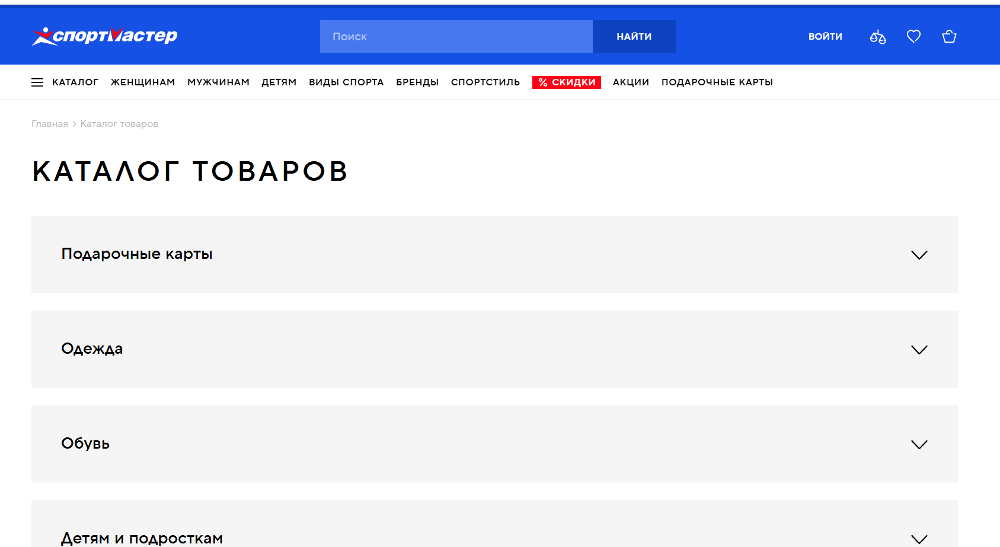 спортмастер
Поиск
НАЙТИ
ВОЙТИ
КАТАЛОГ ЖЕНЩИНАМ МУЖЧИНАМ ДЕТЯМ ВИДЫ СПОРТА БРЕНДЫ СПОРТСТИЛЬ % СКИДКИ АКЦИИ ПОДАРОЧНЫЕ КАРТЫ
Главная > Каталог товаров
КАТАЛОГ ТОВАРОВ
Подарочные карты
Одежда
Обувь
Детям и подросткам